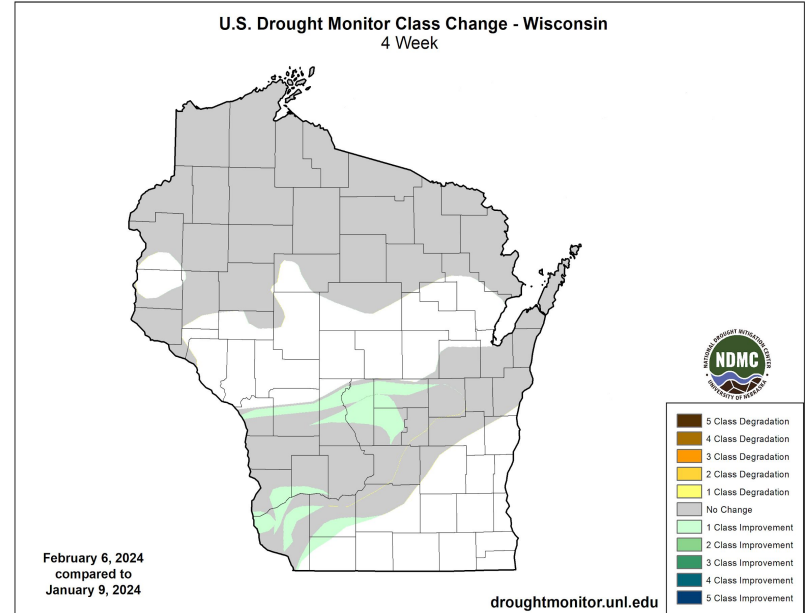 U.S. Drought Monitor Class Change - Wisconsin
4 Week
NATIONAL DROUGHT MITIGATION CENTER
NDMC
UNIVERSITY OF NEBRASKA
5 Class Degradation
4 Class Degradation
3 Class Degradation
2 Class Degradation
1 Class Degradation
No Change
1 Class Improvement
2 Class Improvement
3 Class Improvement
4 Class Improvement
5 Class Improvement
February 6, 2024
compared to
January 9, 2024
droughtmonitor.unl.edu